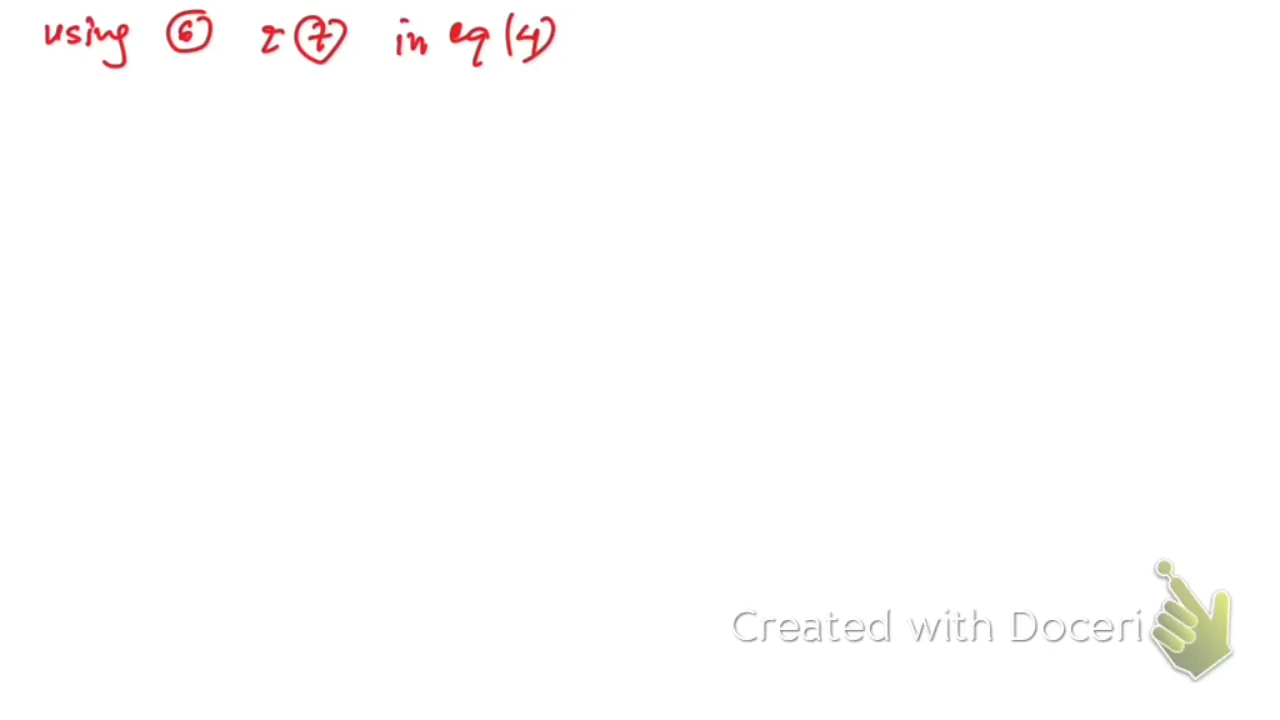 using ⑥ & ⑦ in eq (4)
Created with Doceri